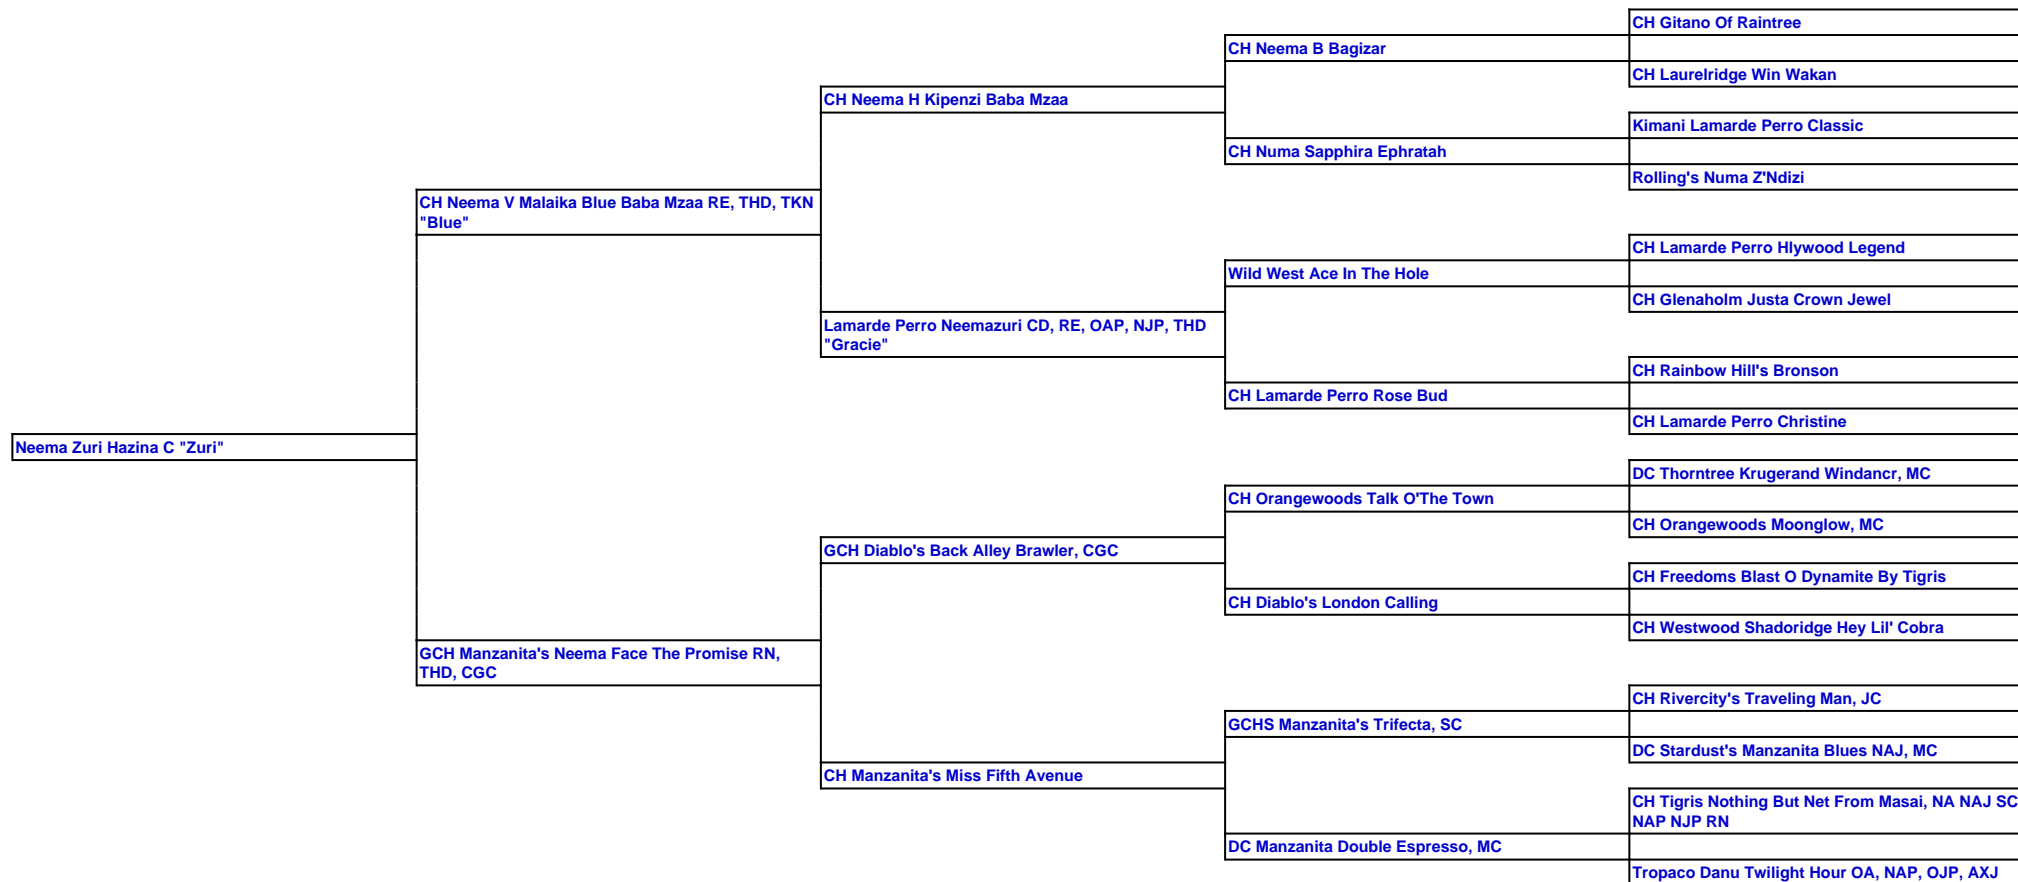 CH Gitano Of Raintree
CH Neema B Bagizar
CH Laurelridge Win Wakan
CH Neema H Kipenzi Baba Mzaa
Kimani Lamarde Perro Classic
CH Numa Sapphira Ephratah
Rolling's Numa Z'Ndizi
CH Neema V Malaika Blue Baba Mzaa RE, THD, TKN
"Blue"
CH Lamarde Perro Hlywood Legend
Wild West Ace In The Hole
CH Glenaholm Justa Crown Jewel
Lamarde Perro Neemazuri CD, RE, OAP, NJP, THD
"Gracie"
CH Rainbow Hill's Bronson
CH Lamarde Perro Rose Bud
CH Lamarde Perro Christine
Neema Zuri Hazina C "Zuri"
DC Thorntree Krugerand Windancr, MC
CH Orangewoods Talk O'The Town
CH Orangewoods Moonglow, MC
GCH Diablo's Back Alley Brawler, CGC
CH Freedoms Blast O Dynamite By Tigris
CH Diablo's London Calling
CH Westwood Shadoridge Hey Lil' Cobra
GCH Manzanita's Neema Face The Promise RN,
THD, CGC
CH Rivercity's Traveling Man, JC
GCHS Manzanita's Trifecta, SC
DC Stardust's Manzanita Blues NAJ, MC
CH Manzanita's Miss Fifth Avenue
CH Tigris Nothing But Net From Masai, NA NAJ SC
NAP NJP RN
DC Manzanita Double Espresso, MC
Tropaco Danu Twilight Hour OA, NAP, OJP, AXJ